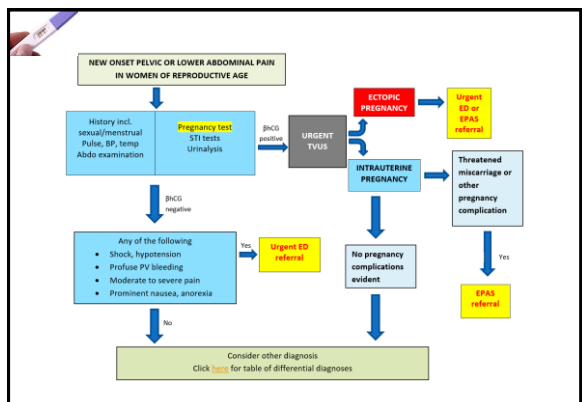 NEW ONSET PELVIC OR LOWER ABDOMINAL PAIN
IN WOMEN OF REPRODUCTIVE AGE
History incl.
sexual/menstrual
Pulse, BP, temp
Abdo examination
Pregnancy test
STI tests
Urinalysis
βhCG
positive
URGENT
TVUS
ECTOPIC
PREGNANCY
Urgent
ED or
EPAS
referral
INTRAUTERINE
PREGNANCY
Threatened
miscarriage or
other
pregnancy
complication
βhCG
negative
Any of the following
• Shock, hypotension
• Profuse PV bleeding
• Moderate to severe pain
• Prominent nausea, anorexia
Yes
Urgent ED
referral
No pregnancy
complications
evident
Yes
EPAS
referral
No
Consider other diagnosis
Click here for table of differential diagnoses